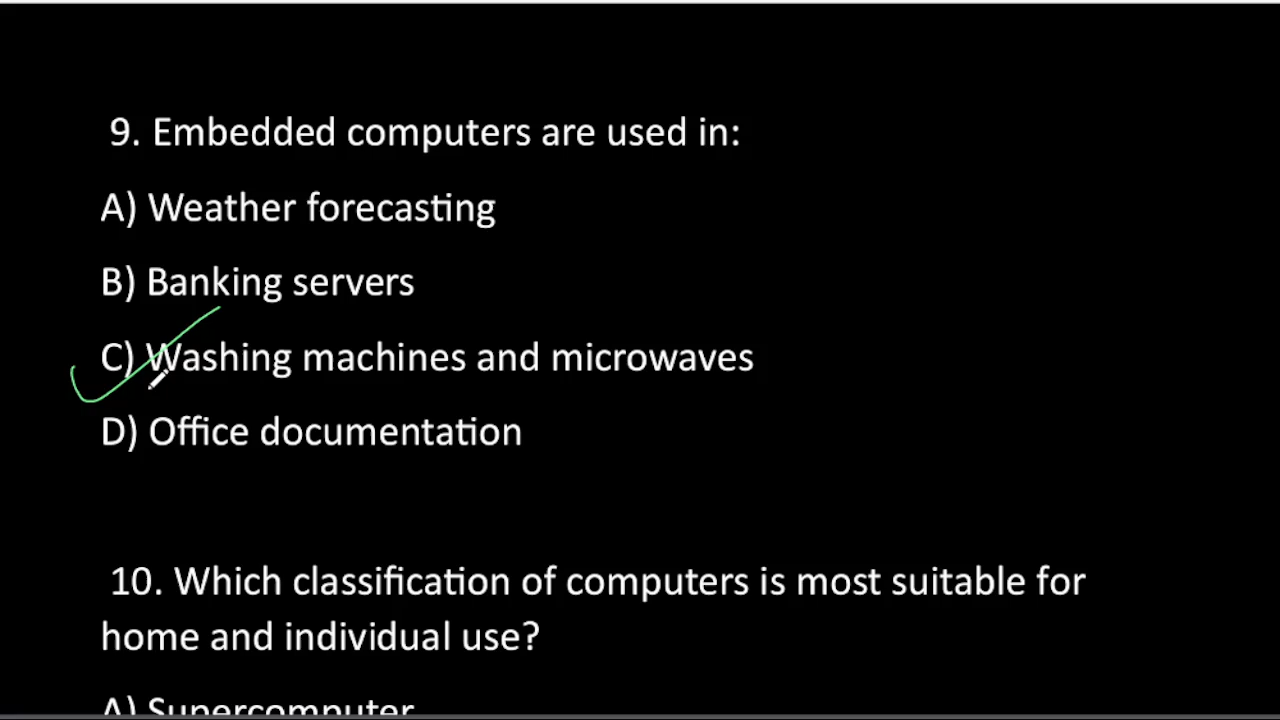 9. Embedded computers are used in:
A) Weather forecasting
B) Banking servers
C) Washing machines and microwaves
D) Office documentation
10. Which classification of computers is most suitable for
home and individual use?
A) Supercomputer